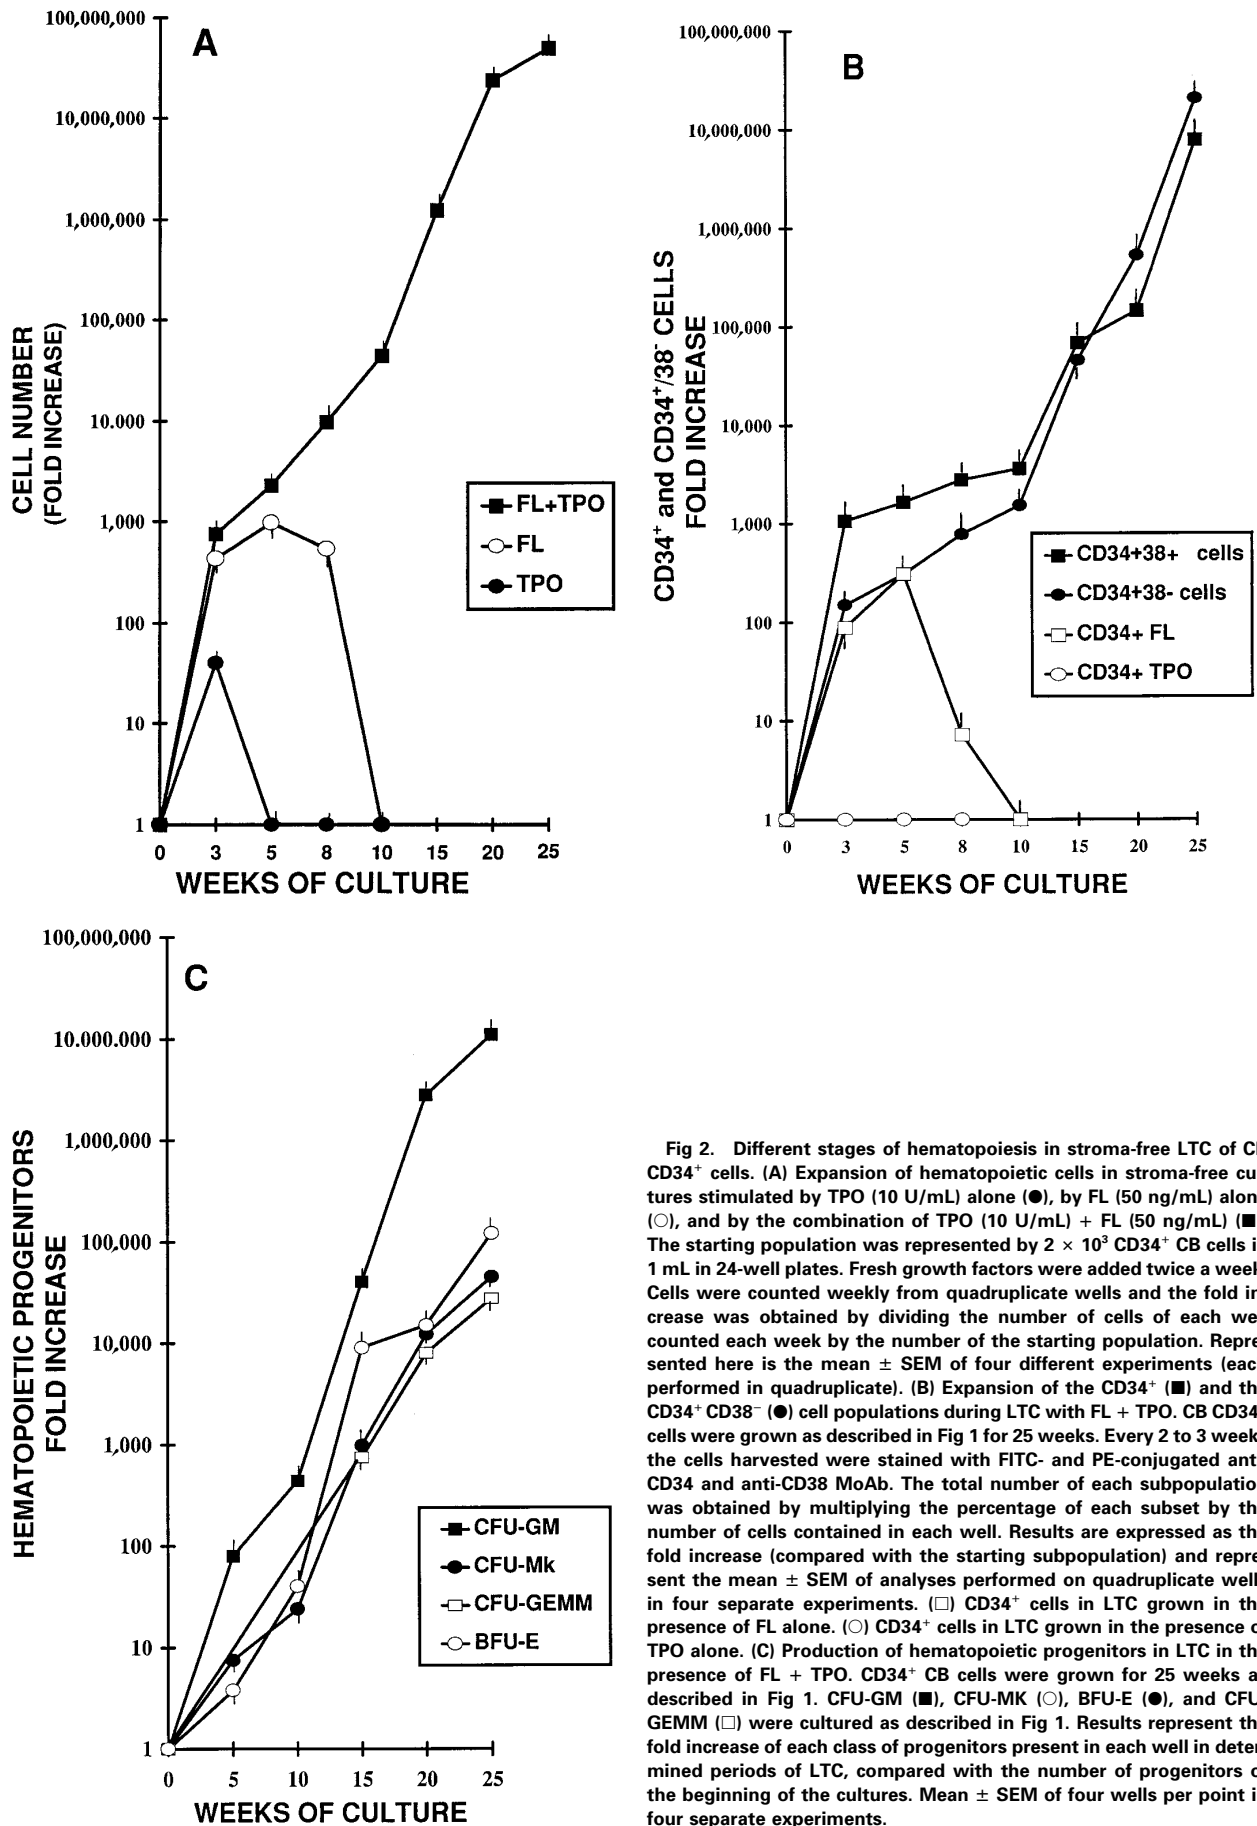 A
100,000,000
10,000,000
1,000,000
100,000
10.000
1,000
100
10
1
CELL NUMBER
(FOLD INCREASE)
FL+TPO
FL
TPO
0 3 5 8 10 15 20 25
WEEKS OF CULTURE
B
100,000,000
10,000,000
1,000,000
100,000
10,000
1,000
100
10
1
CD34+ and CD34+/38- CELLS
FOLD INCREASE
CD34+38+ cells
CD34+38- cells
CD34+ FL
CD34+ TPO
0 3 5 8 10 15 20 25
WEEKS OF CULTURE
C
100,000,000
10.000.000
1,000,000
100,000
10,000
1,000
100
10
1
HEMATOPOIETIC PROGENITORS
FOLD INCREASE
CFU-GM
CFU-Mk
CFU-GEMM
BFU-E
0 5 10 15 20 25
WEEKS OF CULTURE
Fig 2. Different stages of hematopoiesis in stroma-free LTC of
CD34+ cells. (A) Expansion of hematopoietic cells in stroma-free cu
tures stimulated by TPO (10 U/mL) alone (●), by FL (50 ng/mL) alon
(○), and by the combination of TPO (10 U/mL) + FL (50 ng/mL) (■
The starting population was represented by 2 × 10³ CD34+ CB cells i
1 mL in 24-well plates. Fresh growth factors were added twice a week
Cells were counted weekly from quadruplicate wells and the fold in
crease was obtained by dividing the number of cells of each we
counted each week by the number of the starting population. Repre
sented here is the mean ± SEM of four different experiments (eac
performed in quadruplicate). (B) Expansion of the CD34+ (■) and th
CD34+ CD38− (●) cell populations during LTC with FL + TPO. CB CD34
cells were grown as described in Fig 1 for 25 weeks. Every 2 to 3 week
the cells harvested were stained with FITC- and PE-conjugated ant
CD34 and anti-CD38 MoAb. The total number of each subpopulatio
was obtained by multiplying the percentage of each subset by th
number of cells contained in each well. Results are expressed as th
fold increase (compared with the starting subpopulation) and repre
sent the mean ± SEM of analyses performed on quadruplicate well
in four separate experiments. (□) CD34+ cells in LTC grown in th
presence of FL alone. (○) CD34+ cells in LTC grown in the presence o
TPO alone. (C) Production of hematopoietic progenitors in LTC in th
presence of FL + TPO. CD34+ CB cells were grown for 25 weeks a
described in Fig 1. CFU-GM (■), CFU-MK (○), BFU-E (●), and CFU
GEMM (□) were cultured as described in Fig 1. Results represent th
fold increase of each class of progenitors present in each well in deter
mined periods of LTC, compared with the number of progenitors o
the beginning of the cultures. Mean ± SEM of four wells per point i
four separate experiments.